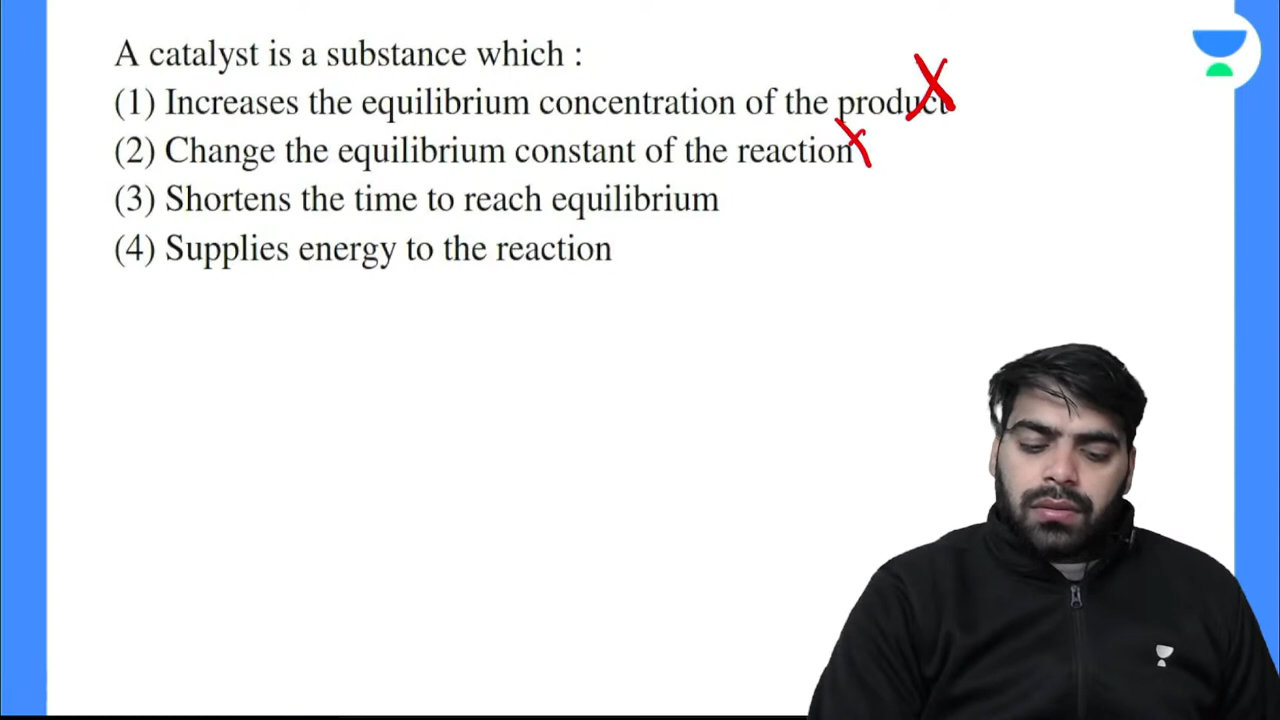 A catalyst is a substance which :
(1) Increases the equilibrium concentration of the product
(2) Change the equilibrium constant of the reaction
(3) Shortens the time to reach equilibrium
(4) Supplies energy to the reaction